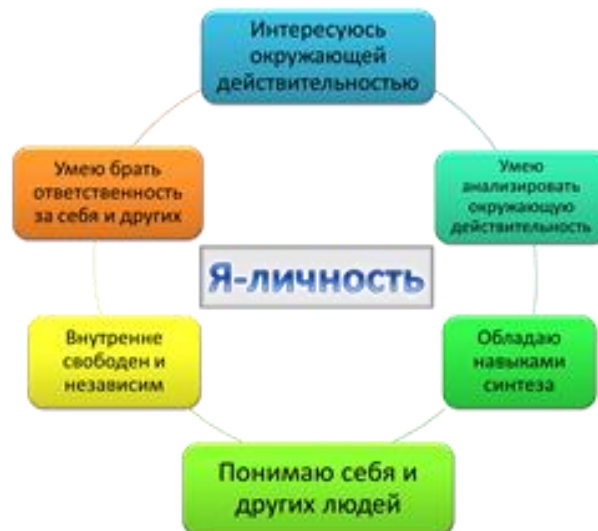 Интересуюсь
окружающей
действительностью
Умею
анализировать
окружающую
действительность
Обладаю
навыками
синтеза
Понимаю себя и
других людей
Внутренне
свободен и
независим
Умею брать
ответственность
за себя и других
Я-личность